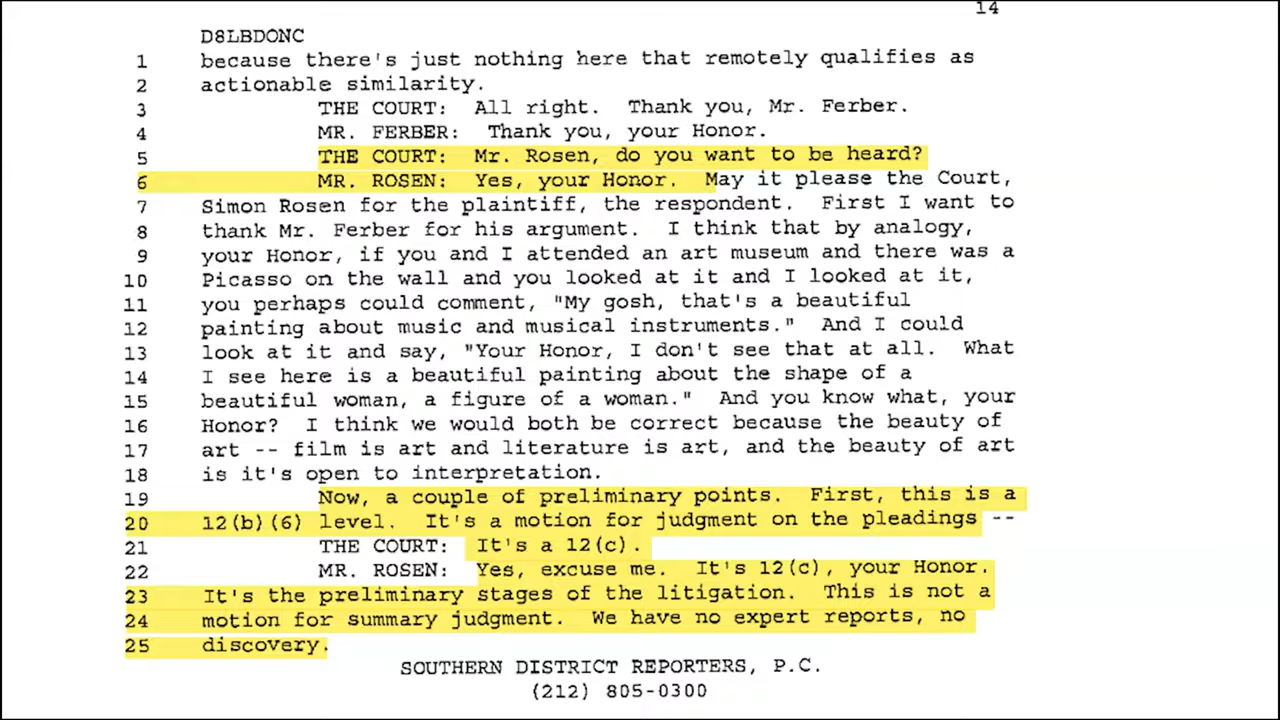 14
D8LBDONC
1 because there's just nothing here that remotely qualifies as
2 actionable similarity.
3 THE COURT: All right. Thank you, Mr. Ferber.
4 MR. FERBER: Thank you, your Honor.
5 THE COURT: Mr. Rosen, do you want to be heard?
6 MR. ROSEN: Yes, your Honor. May it please the Court,
7 Simon Rosen for the plaintiff, the respondent. First I want to
8 thank Mr. Ferber for his argument. I think that by analogy,
9 your Honor, if you and I attended an art museum and there was a
10 Picasso on the wall and you looked at it and I looked at it,
11 you perhaps could comment, "My gosh, that's a beautiful
12 painting about music and musical instruments." And I could
13 look at it and say, "Your Honor, I don't see that at all. What
14 I see here is a beautiful painting about the shape of a
15 beautiful woman, a figure of a woman." And you know what, your
16 Honor? I think we would both be correct because the beauty of
17 art -- film is art and literature is art, and the beauty of art
18 is it's open to interpretation.
19 Now, a couple of preliminary points. First, this is a
20 12(b)(6) level. It's a motion for judgment on the pleadings --
21 THE COURT: It's a 12(c).
22 MR. ROSEN: Yes, excuse me. It's 12(c), your Honor.
23 It's the preliminary stages of the litigation. This is not a
24 motion for summary judgment. We have no expert reports, no
25 discovery.
SOUTHERN DISTRICT REPORTERS, P.C.
(212) 805-0300